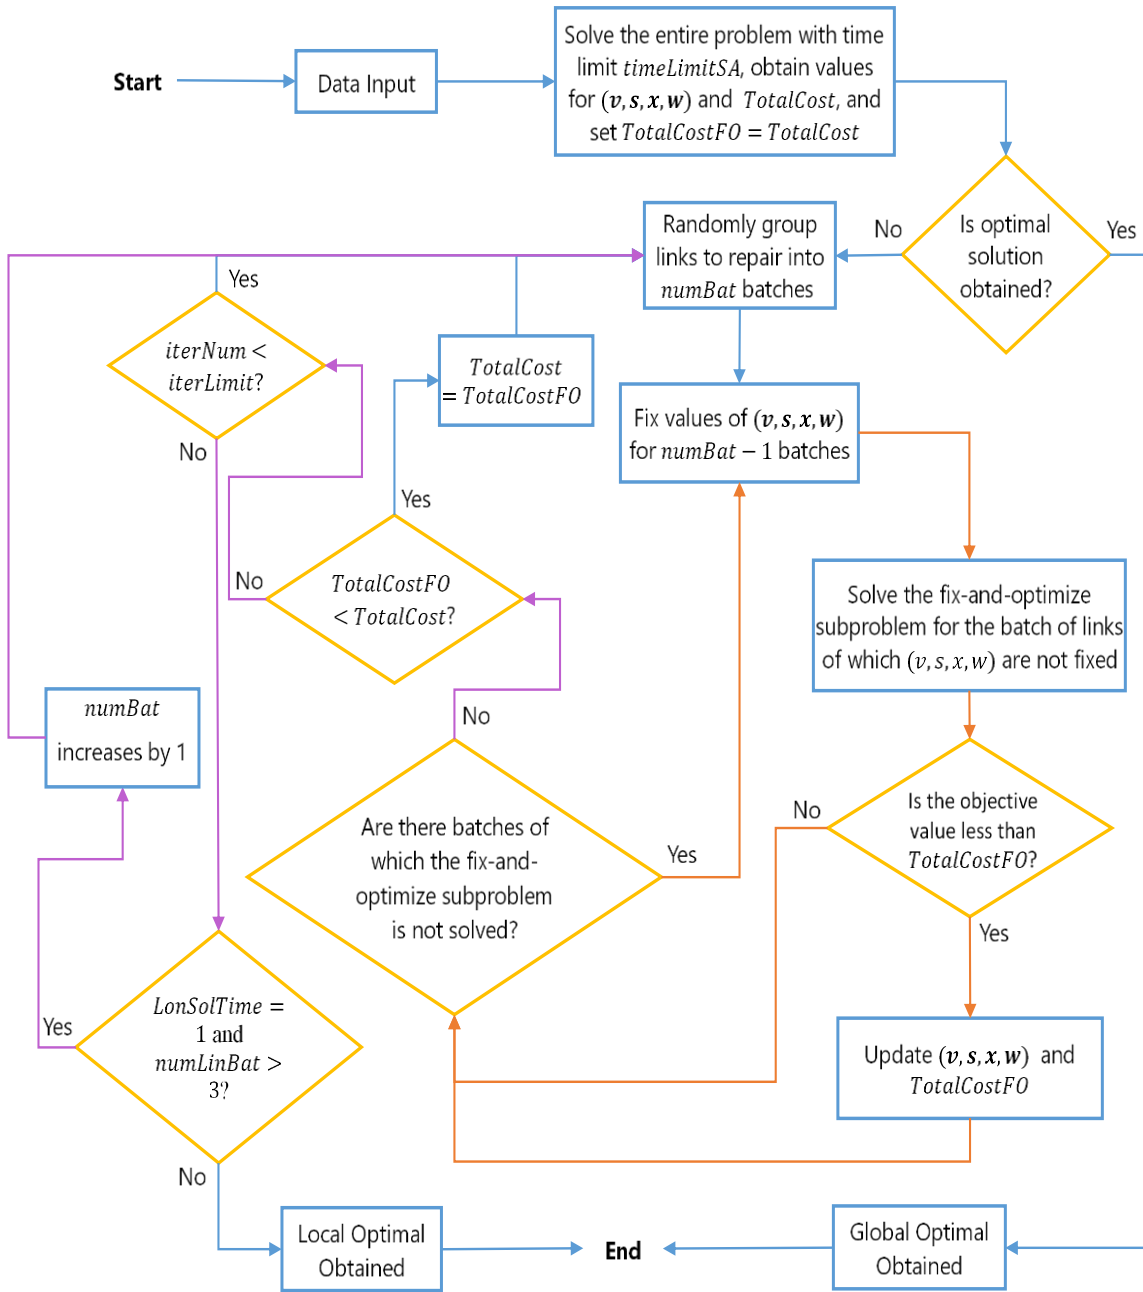 Start
Data Input
Solve the entire problem with time
limit timeLimitSA, obtain values
for (v, s, x, w) and TotalCost, and
set TotalCostFO = TotalCost
Is optimal
solution
obtained?
No
Yes
Randomly group
links to repair into
numBat batches
Yes
iterNum <
iterLimit?
No
TotalCost
= TotalCostFO
Fix values of (v, s, x, w)
for numBat − 1 batches
Yes
TotalCostFO
< TotalCost?
No
Solve the fix-and-optimize
subproblem for the batch of links
of which (v, s, x, w) are not fixed
numBat
increases by 1
No
Are there batches of
which the fix-and-
optimize subproblem
is not solved?
Yes
No
Is the objective
value less than
TotalCostFO?
Yes
LonSolTime =
1 and
numLinBat >
3?
Yes
No
Update (v, s, x, w) and
TotalCostFO
Local Optimal
Obtained
End
Global Optimal
Obtained